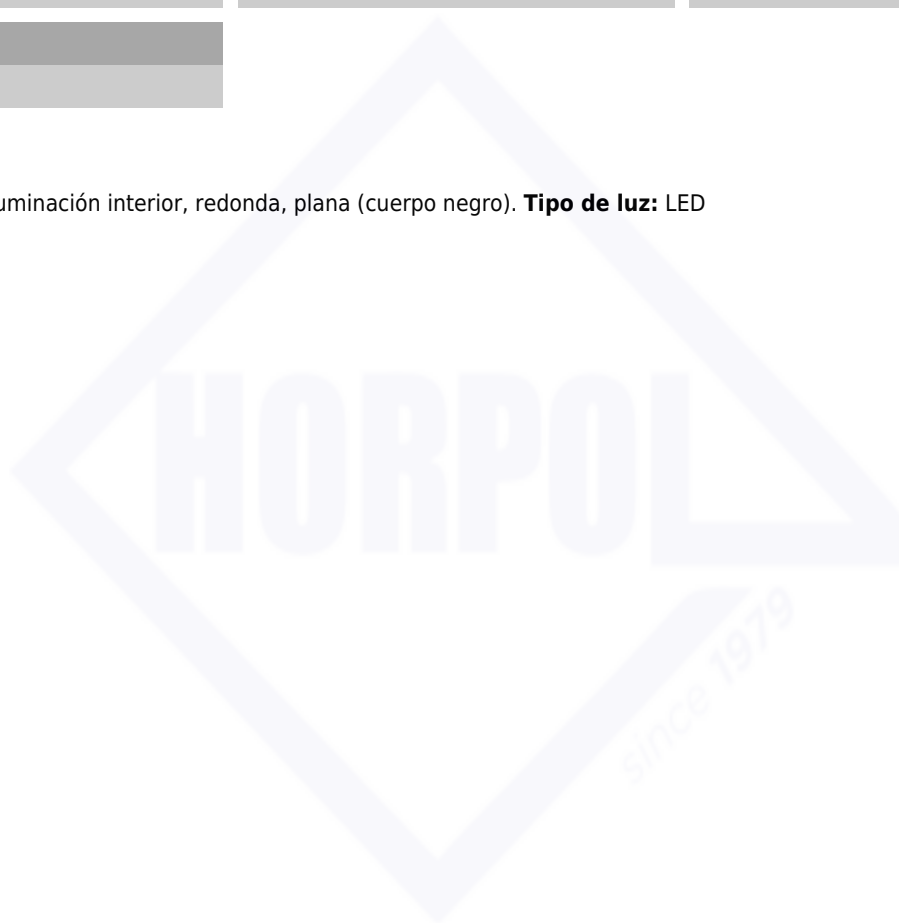 uminación interior, redonda, plana (cuerpo negro). Tipo de luz: LED
HORPOL
since 1979